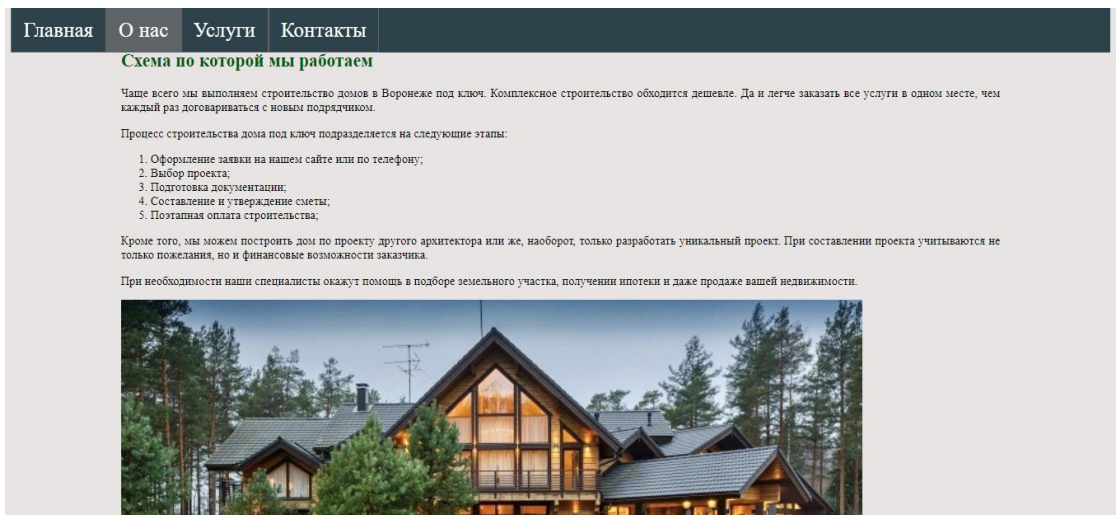 Главная О нас Услуги Контакты
Схема по которой мы работаем
Чаще всего мы выполняем строительство домов в Воронеже под ключ. Комплексное строительство обходится дешевле. Да и легче заказать все услуги в одном месте, чем
каждый раз договариваться с новым подрядчиком.
Процесс строительства дома под ключ подразделяется на следующие этапы:
1. Оформление заявки на нашем сайте или по телефону;
2. Выбор проекта;
3. Подготовка документации;
4. Составление и утверждение сметы;
5. Поэтапная оплата строительства;
Кроме того, мы можем построить дом по проекту другого архитектора или же, наоборот, только разработать уникальный проект. При составлении проекта учитываются не
только пожелания, но и финансовые возможности заказчика.
При необходимости наши специалисты окажут помощь в подборе земельного участка, получении ипотеки и даже продаже вашей недвижимости.